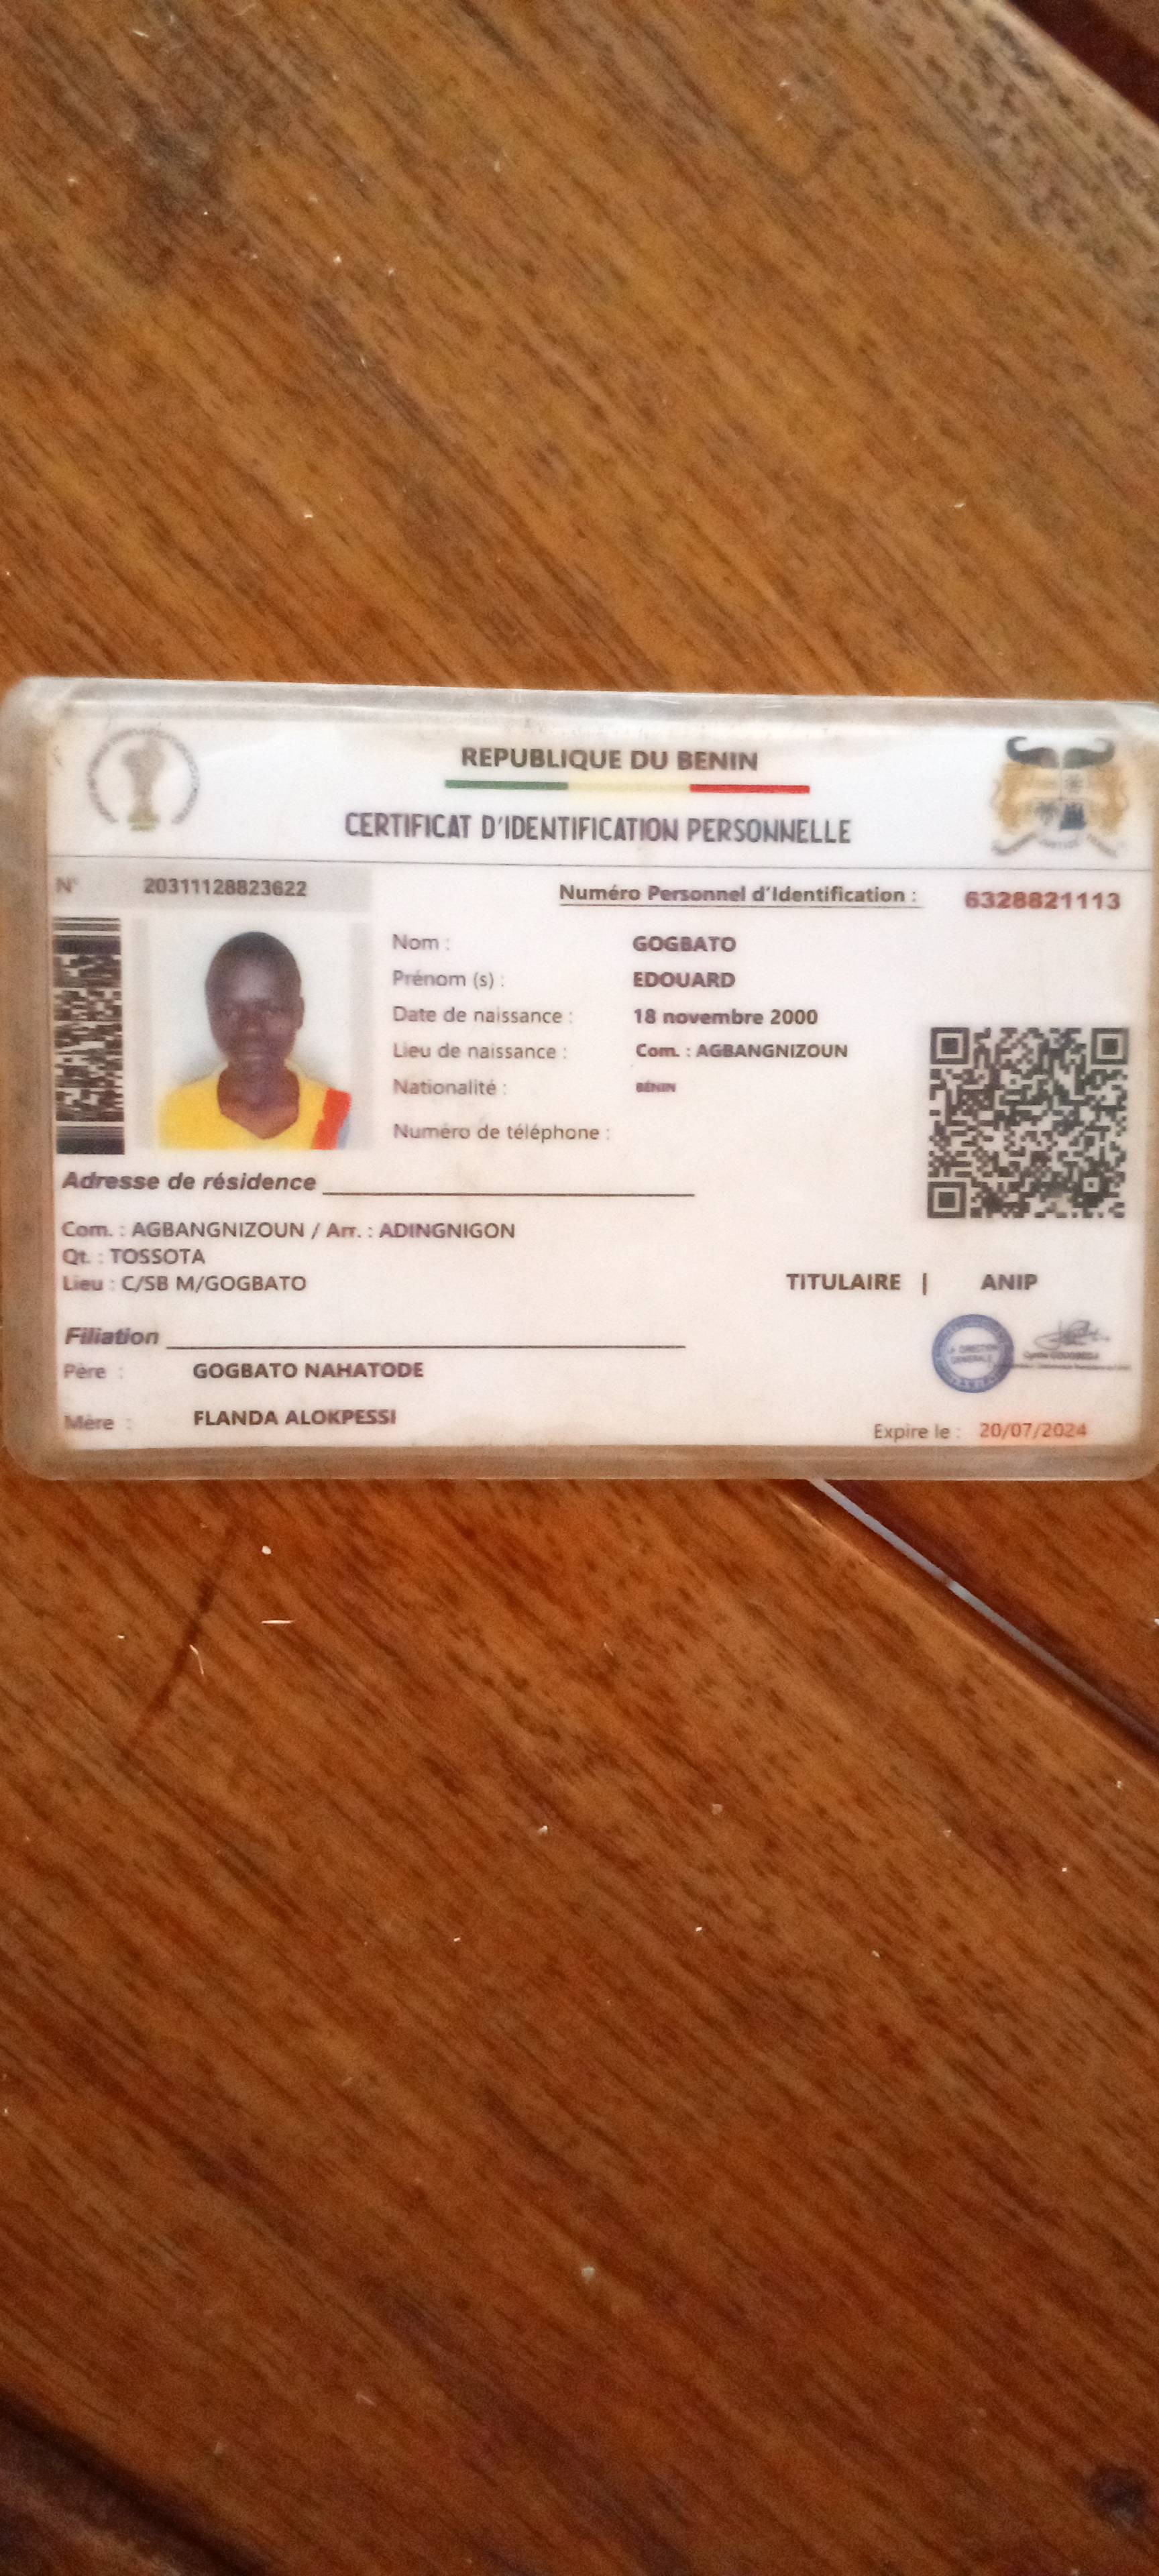 REPUBLIQUE DU BENIN
CERTIFICAT D'IDENTIFICATION PERSONNELLE
N° 20311128823622
Numéro Personnel d'Identification : 6328821113
Nom : GOGBATO
Prénom (s) : EDOUARD
Date de naissance : 18 novembre 2000
Lieu de naissance : Com. : AGBANGNIZOUN
Nationalité : BÉNIN
Numéro de téléphone :
Adresse de résidence
Com. : AGBANGNIZOUN / Arr. : ADINGNIGON
Qt. : TOSSOTA
Lieu : C/SB M/GOGBATO
TITULAIRE | ANIP
Filiation
Père : GOGBATO NAHATODE
Mère : FLANDA ALOKPESSI
Expire le : 20/07/2024